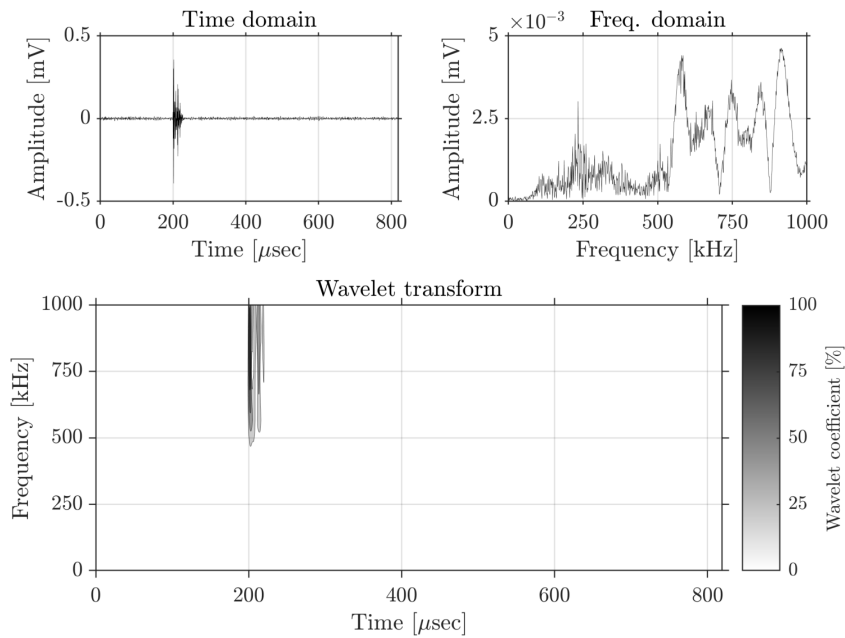 Time domain
0.5
0
-0.5
Amplitude [mV]
0 200 400 600 800
Time [μsec]
×10⁻³ Freq. domain
5
2.5
0
Amplitude [mV]
0 250 500 750 1000
Frequency [kHz]
Wavelet transform
1000
750
500
250
0
Frequency [kHz]
0 200 400 600 800
Time [μsec]
100
75
50
25
0
Wavelet coefficient [%]